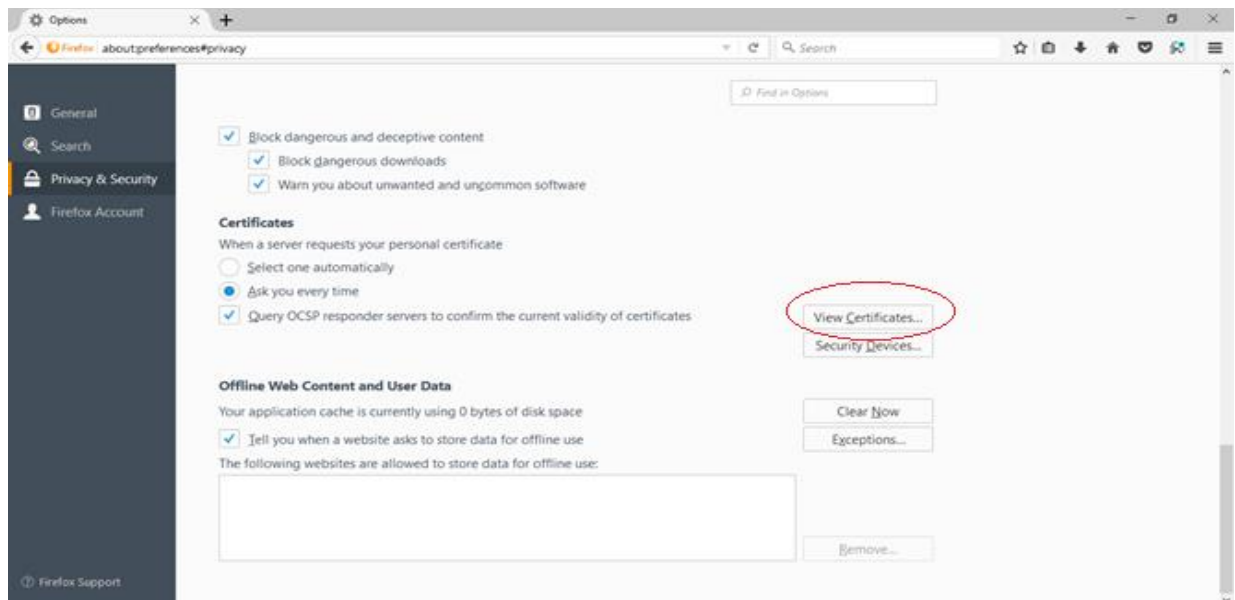 Options
Firefox about:preferences#privacy Search
Find in Options
General
Search
Privacy & Security
Firefox Account
Block dangerous and deceptive content
Block dangerous downloads
Warn you about unwanted and uncommon software
Certificates
When a server requests your personal certificate
Select one automatically
Ask you every time
Query OCSP responder servers to confirm the current validity of certificates
View Certificates...
Security Devices...
Offline Web Content and User Data
Your application cache is currently using 0 bytes of disk space
Clear Now
Tell you when a website asks to store data for offline use
Exceptions...
The following websites are allowed to store data for offline use:
Remove...
Firefox Support